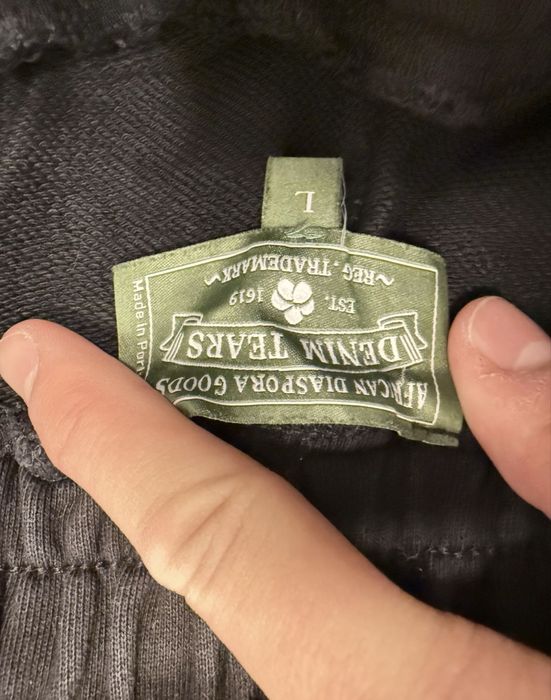 AFRICAN DIASPORA GOODS
DENIM TEARS
EST. 1619
~REG. TRADEMARK~
L
Made in